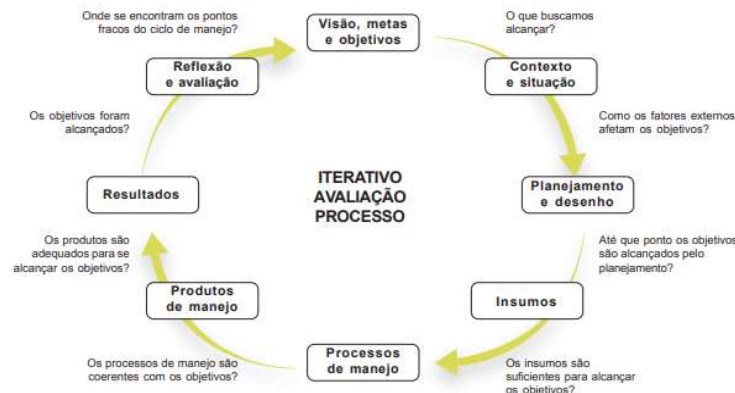 Onde se encontram os pontos
fracos do ciclo de manejo?
Visão, metas
e objetivos
O que buscamos
alcançar?
Reflexão
e avaliação
Contexto
e situação
Os objetivos foram
alcançados?
Como os fatores externos
afetam os objetivos?
ITERATIVO
AVALIAÇÃO
PROCESSO
Resultados
Planejamento
e desenho
Os produtos são
adequados para se
alcançar os objetivos?
Até que ponto os objetivos
são alcançados pelo
planejamento?
Produtos
de manejo
Insumos
Processos
de manejo
Os processos de manejo são
coerentes com os objetivos?
Os insumos são
suficientes para alcançar
os objetivos?